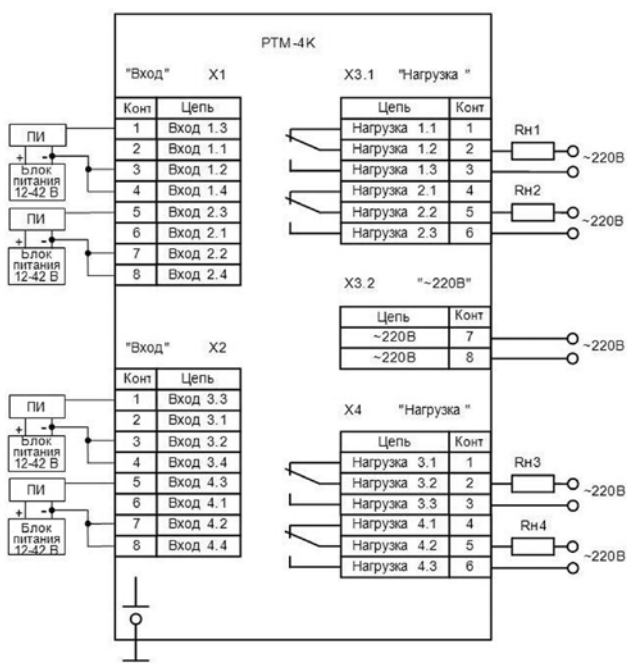 РТМ-4К
"Вход" X1
Конт Цепь
1 Вход 1.3
2 Вход 1.1
3 Вход 1.2
4 Вход 1.4
5 Вход 2.3
6 Вход 2.1
7 Вход 2.2
8 Вход 2.4
ПИ
+ -
Блок
питания
12-42 В
ПИ
+ -
Блок
питания
12-42 В
X3.1 "Нагрузка "
Цепь Конт
Нагрузка 1.1 1
Нагрузка 1.2 2
Нагрузка 1.3 3
Нагрузка 2.1 4
Нагрузка 2.2 5
Нагрузка 2.3 6
Rн1
~220В
Rн2
~220В
X3.2 "~220В"
Цепь Конт
~220В 7
~220В 8
~220В
"Вход" X2
Конт Цепь
1 Вход 3.3
2 Вход 3.1
3 Вход 3.2
4 Вход 3.4
5 Вход 4.3
6 Вход 4.1
7 Вход 4.2
8 Вход 4.4
ПИ
+ -
Блок
питания
12-42 В
ПИ
+ -
Блок
питания
12-42 В
X4 "Нагрузка "
Цепь Конт
Нагрузка 3.1 1
Нагрузка 3.2 2
Нагрузка 3.3 3
Нагрузка 4.1 4
Нагрузка 4.2 5
Нагрузка 4.3 6
Rн3
~220В
Rн4
~220В